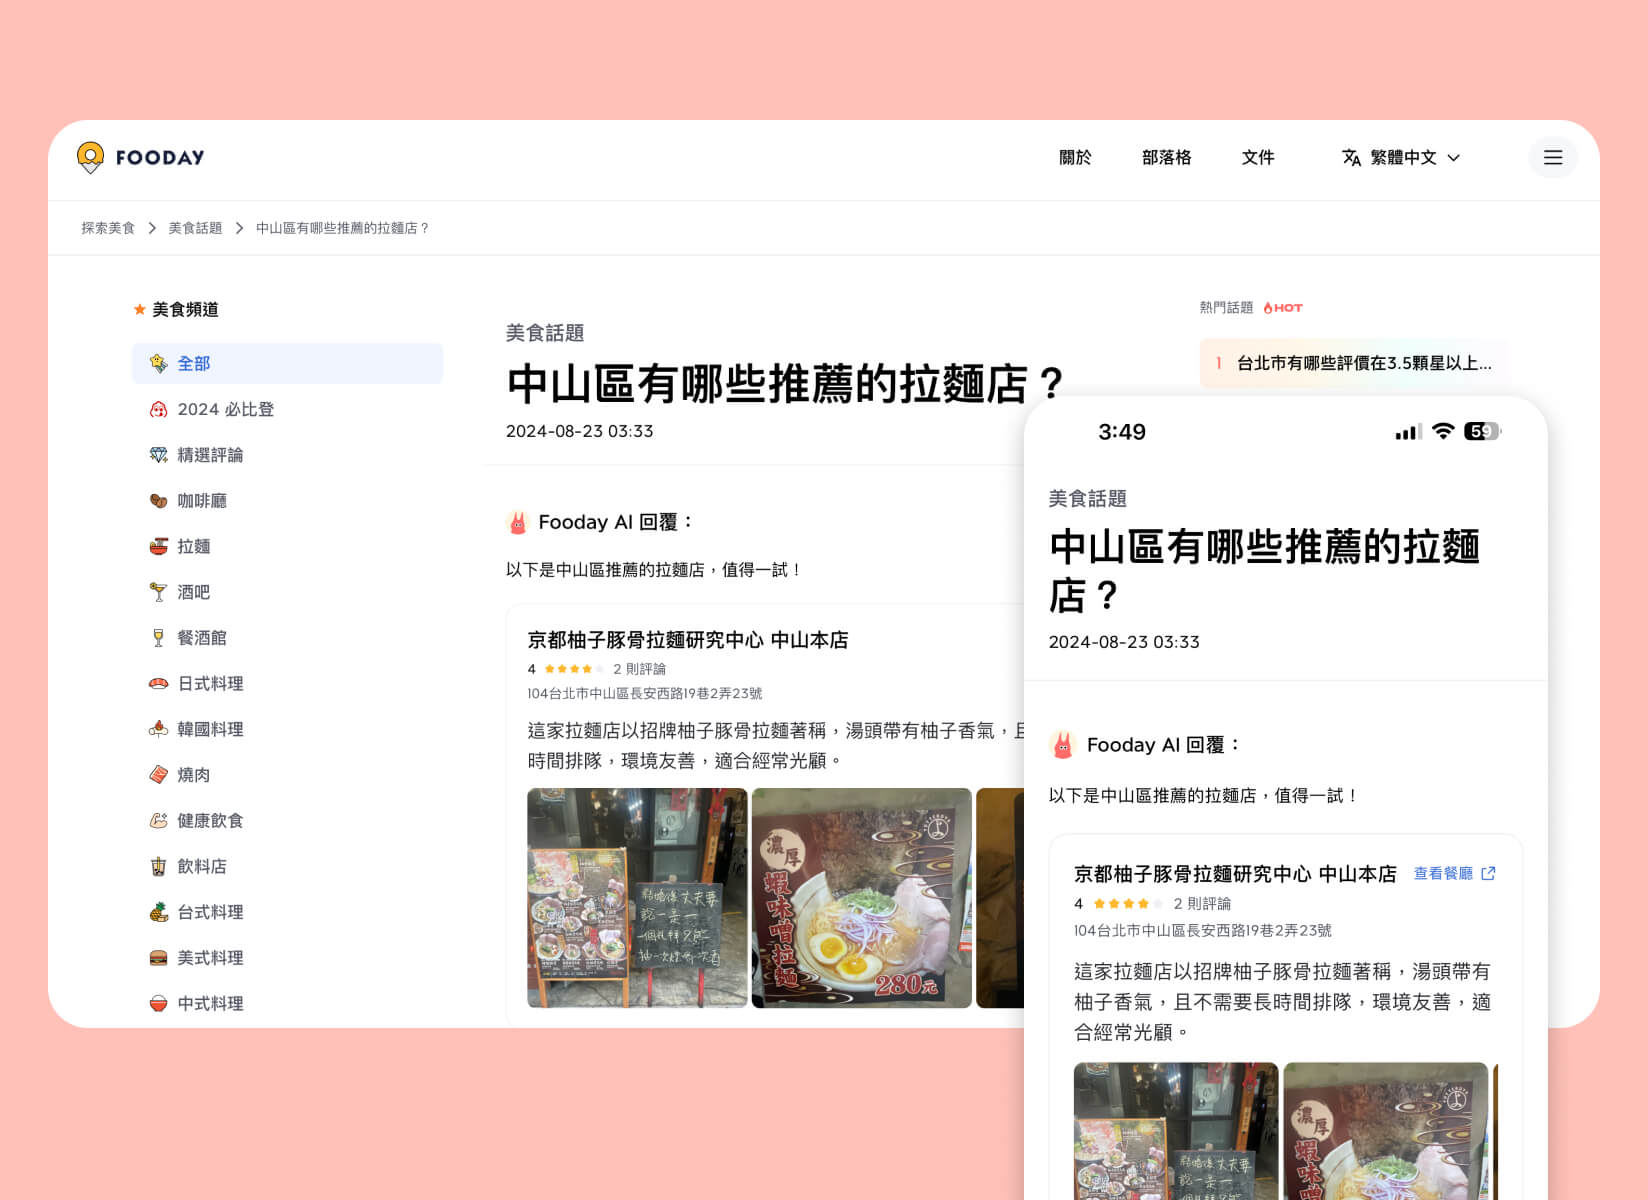 FOODAY
關於
部落格
文件
繁體中文
探索美食 > 美食話題 > 中山區有哪些推薦的拉麵店？
美食頻道
全部
2024 必比登
精選評論
咖啡廳
拉麵
酒吧
餐酒館
日式料理
韓國料理
燒肉
健康飲食
飲料店
台式料理
美式料理
中式料理
美食話題
中山區有哪些推薦的拉麵店？
2024-08-23 03:33
Fooday AI 回覆：
以下是中山區推薦的拉麵店，值得一試！
京都柚子豚骨拉麵研究中心 中山本店
4
2 則評論
104台北市中山區長安西路19巷2弄23號
這家拉麵店以招牌柚子豚骨拉麵著稱，湯頭帶有柚子香氣，且
時間排隊，環境友善，適合經常光顧。
濃厚
蝦味噌拉麵
280元
熱門話題
HOT
1 台北市有哪些評價在3.5顆星以上...
3:49
59
美食話題
中山區有哪些推薦的拉麵
店？
2024-08-23 03:33
Fooday AI 回覆：
以下是中山區推薦的拉麵店，值得一試！
京都柚子豚骨拉麵研究中心 中山本店
查看餐廳
4
2 則評論
104台北市中山區長安西路19巷2弄23號
這家拉麵店以招牌柚子豚骨拉麵著稱，湯頭帶有
柚子香氣，且不需要長時間排隊，環境友善，適
合經常光顧。
濃厚
蝦味